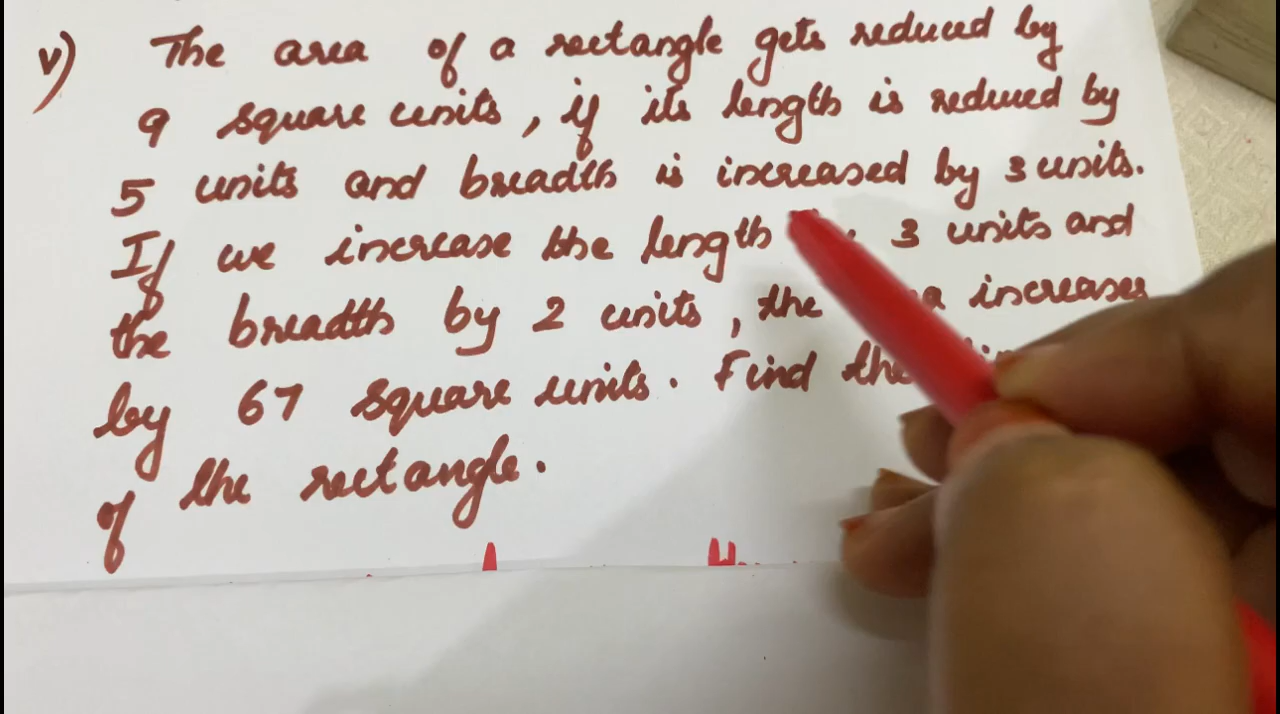 v) The area of a rectangle gets reduced by
9 square units, if its length is reduced by
5 units and breadth is increased by 3 units.
If we increase the length 3 units and
the breadth by 2 units, the increases
by 67 square units. Find the
of the rectangle.